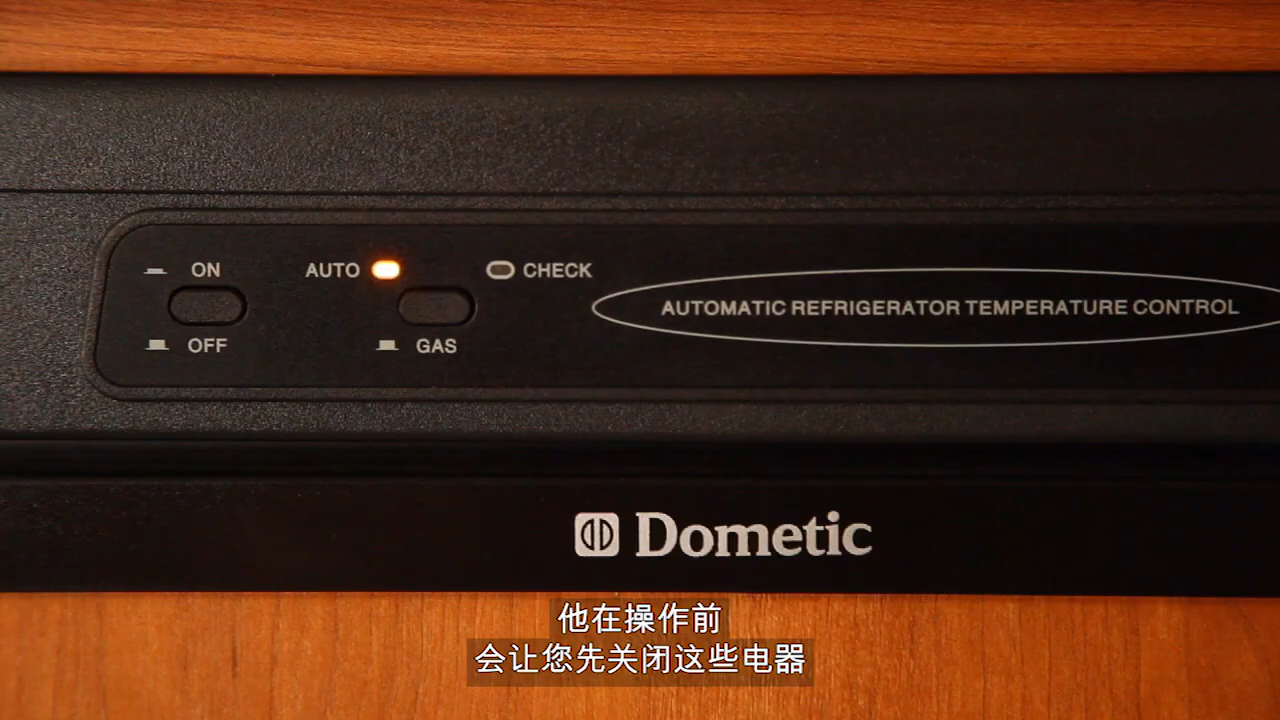 ON
AUTO
CHECK
OFF
GAS
AUTOMATIC REFRIGERATOR TEMPERATURE CONTROL
Dometic
他在操作前
会让您先关闭这些电器